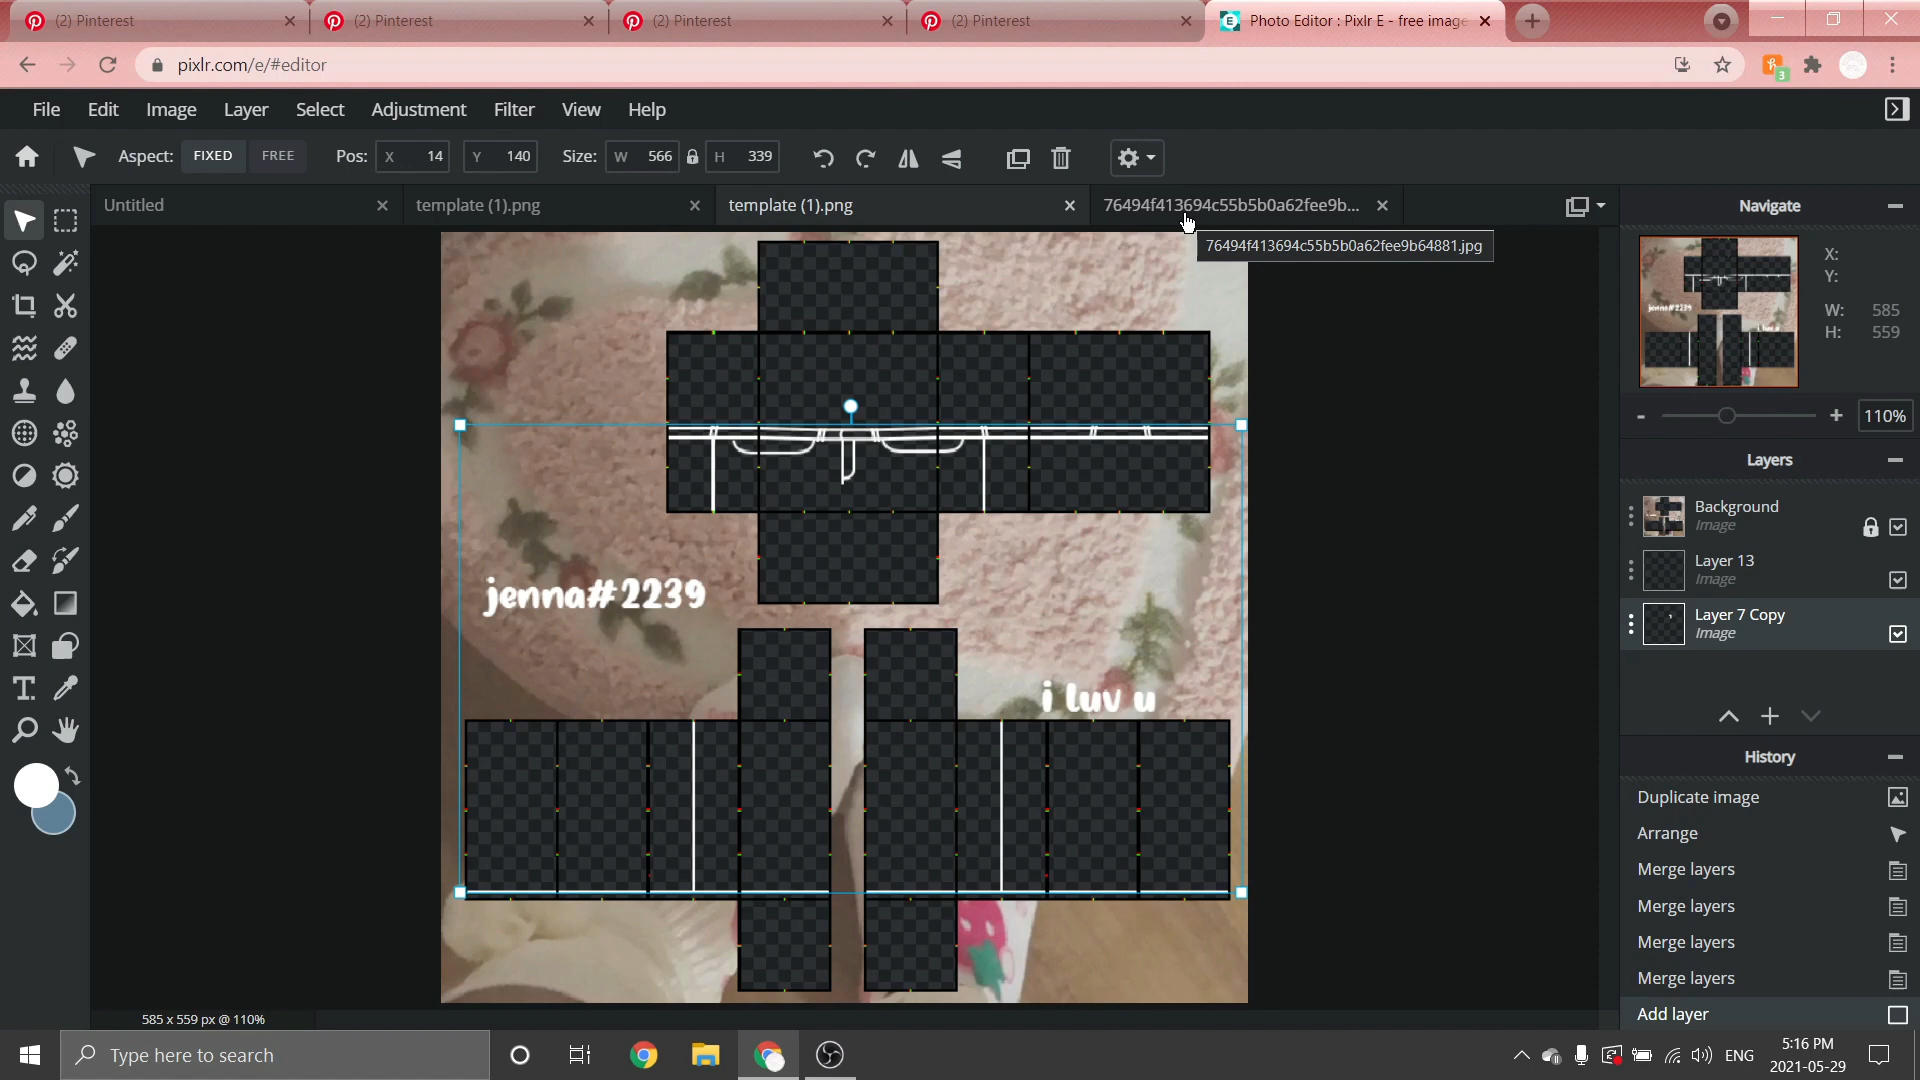 (2) Pinterest
(2) Pinterest
(2) Pinterest
(2) Pinterest
Photo Editor : Pixlr E - free image
pixlr.com/e/#editor
3
File Edit Image Layer Select Adjustment Filter View Help
Aspect: FIXED FREE Pos: X 14 Y 140 Size: W 566 H 339
Untitled
template (1).png
template (1).png
76494f413694c55b5b0a62fee9b...
76494f413694c55b5b0a62fee9b64881.jpg
Navigate
X:
Y:
W: 585
H: 559
- + 110%
Layers
Background
Image
Layer 13
Image
Layer 7 Copy
Image
History
Duplicate image
Arrange
Merge layers
Merge layers
Merge layers
Merge layers
Add layer
jenna#2239
i luv u
585 x 559 px @ 110%
Type here to search
ENG
5:16 PM
2021-05-29